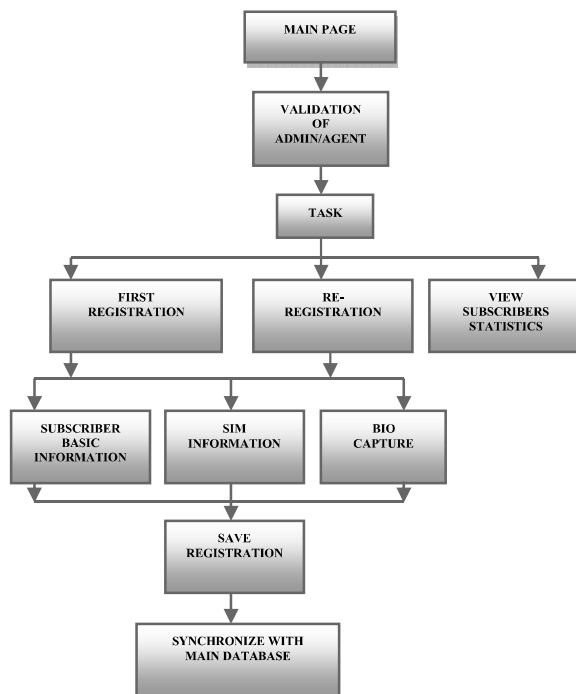 MAIN PAGE
VALIDATION
OF
ADMIN/AGENT
TASK
FIRST
REGISTRATION
RE-
REGISTRATION
VIEW
SUBSCRIBERS
STATISTICS
SUBSCRIBER
BASIC
INFORMATION
SIM
INFORMATION
BIO
CAPTURE
SAVE
REGISTRATION
SYNCHRONIZE WITH
MAIN DATABASE